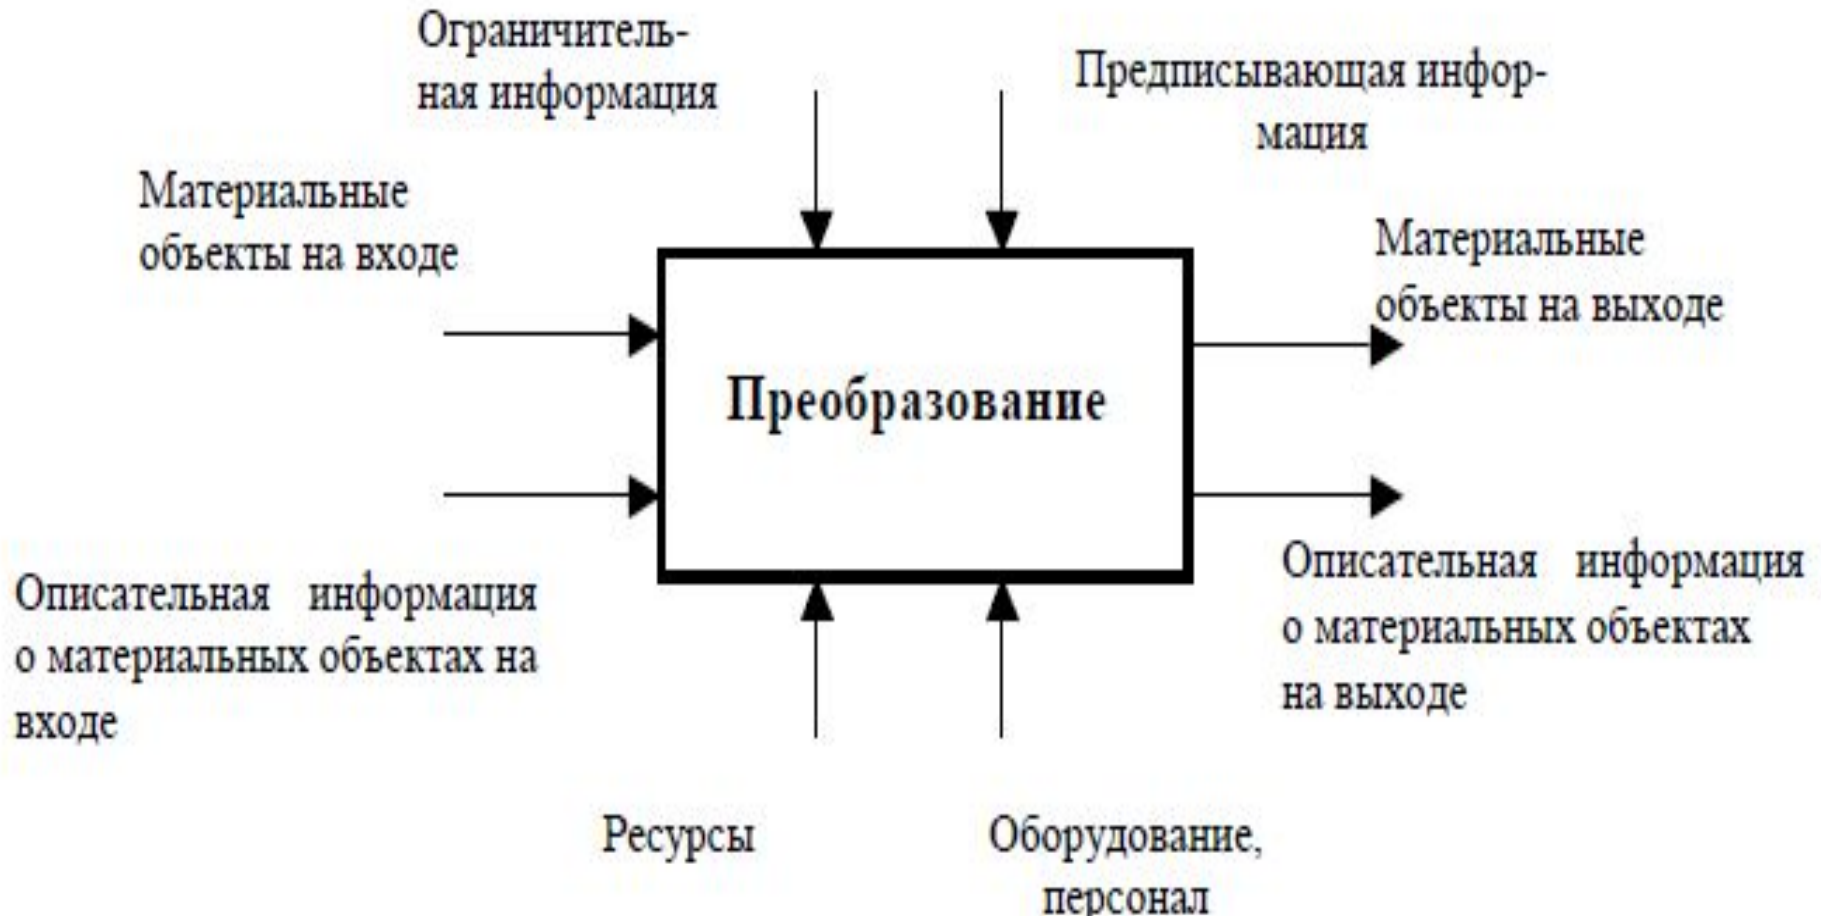 Ограничитель-
ная информация
Предписывающая инфор-
мация
Материальные
объекты на входе
Материальные
объекты на выходе
Преобразование
Описательная информация
о материальных объектах на
входе
Описательная информация
о материальных объектах
на выходе
Ресурсы
Оборудование,
персонал